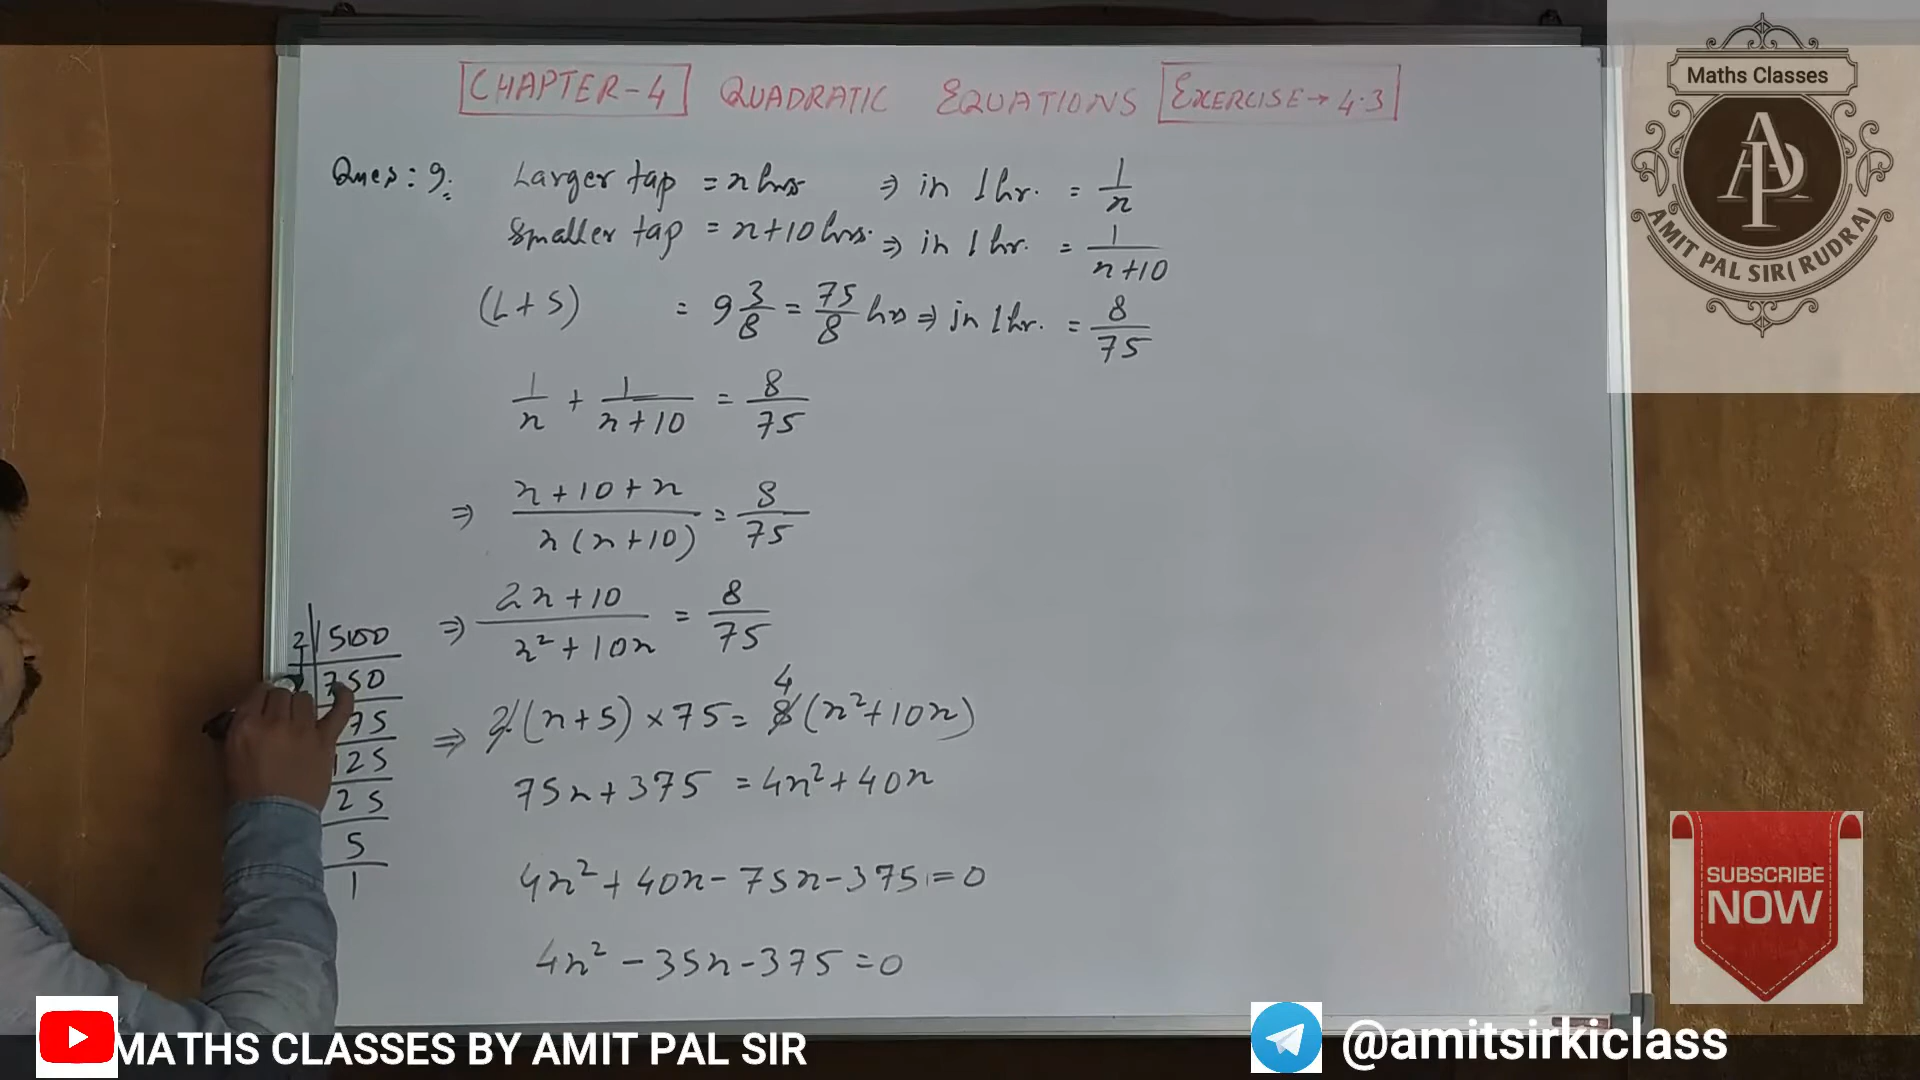 CHAPTER-4 QUADRATIC EQUATIONS EXERCISE → 4.3
Ques: 9. Larger tap = x hrs ⇒ in 1 hr. = 1/x
Smaller tap = x+10 hrs. ⇒ in 1 hr. = 1/(x+10)
(L+S) = 9 3/8 = 75/8 hrs ⇒ in 1 hr. = 8/75
1/x + 1/(x+10) = 8/75
⇒ (x+10+x)/(x(x+10)) = 8/75
⇒ (2x+10)/(x²+10x) = 8/75
4
⇒ 2(x+5)×75 = 8(x²+10x)
75x+375 = 4x²+40x
4x²+40x-75x-375=0
4x²-35x-375=0
2 1500
750
75
125
25
5
1
Maths Classes
AP
AMIT PAL SIR( RUDRA)
SUBSCRIBE
NOW
MATHS CLASSES BY AMIT PAL SIR
@amitsirkiclass